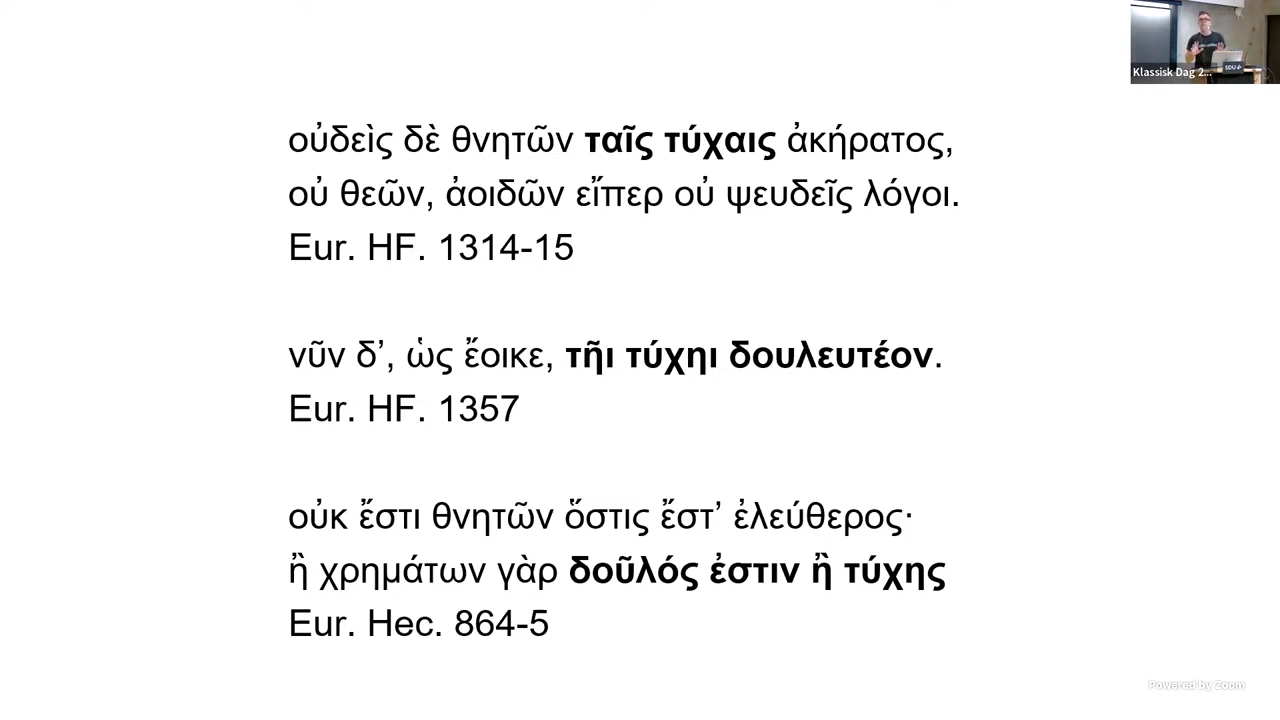 οὐδεὶς δὲ θνητῶν ταῖς τύχαις ἀκήρατος,
οὐ θεῶν, ἀοιδῶν εἴπερ οὐ ψευδεῖς λόγοι.
Eur. HF. 1314-15
νῦν δ’, ὡς ἔοικε, τῆι τύχηι δουλευτέον.
Eur. HF. 1357
οὐκ ἔστι θνητῶν ὅστις ἔστ’ ἐλεύθερος·
ἢ χρημάτων γὰρ δοῦλός ἐστιν ἢ τύχης
Eur. Hec. 864-5
Klassisk Dag 2...
SDU
Powered by Zoom